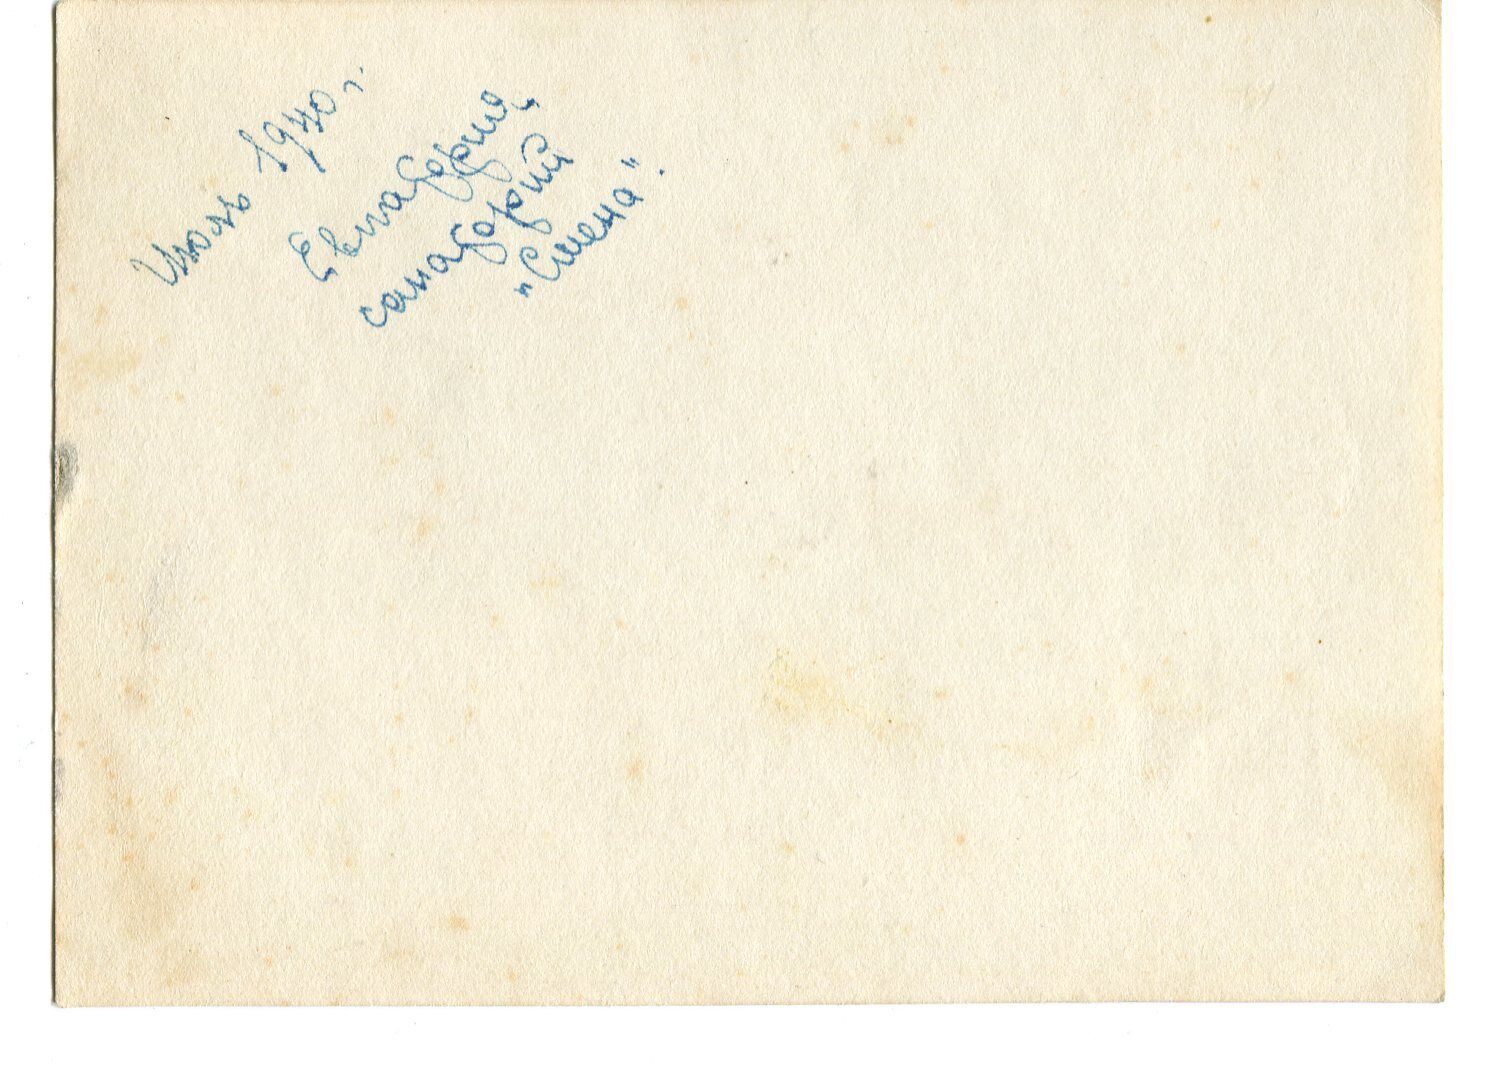 Июль 1940 г.
Евпатория,
санаторий
„Смена".